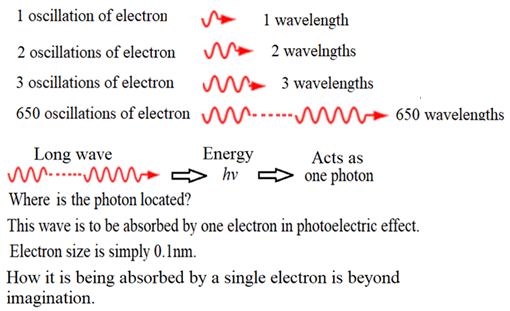 1 oscillation of electron 1 wavelength
2 oscillations of electron 2 wavelngths
3 oscillations of electron 3 wavelengths
650 oscillations of electron 650 wavelengths
Long wave Energy Acts as
hv one photon
Where is the photon located?
This wave is to be absorbed by one electron in photoelectric effect.
Electron size is simply 0.1nm.
How it is being absorbed by a single electron is beyond
imagination.